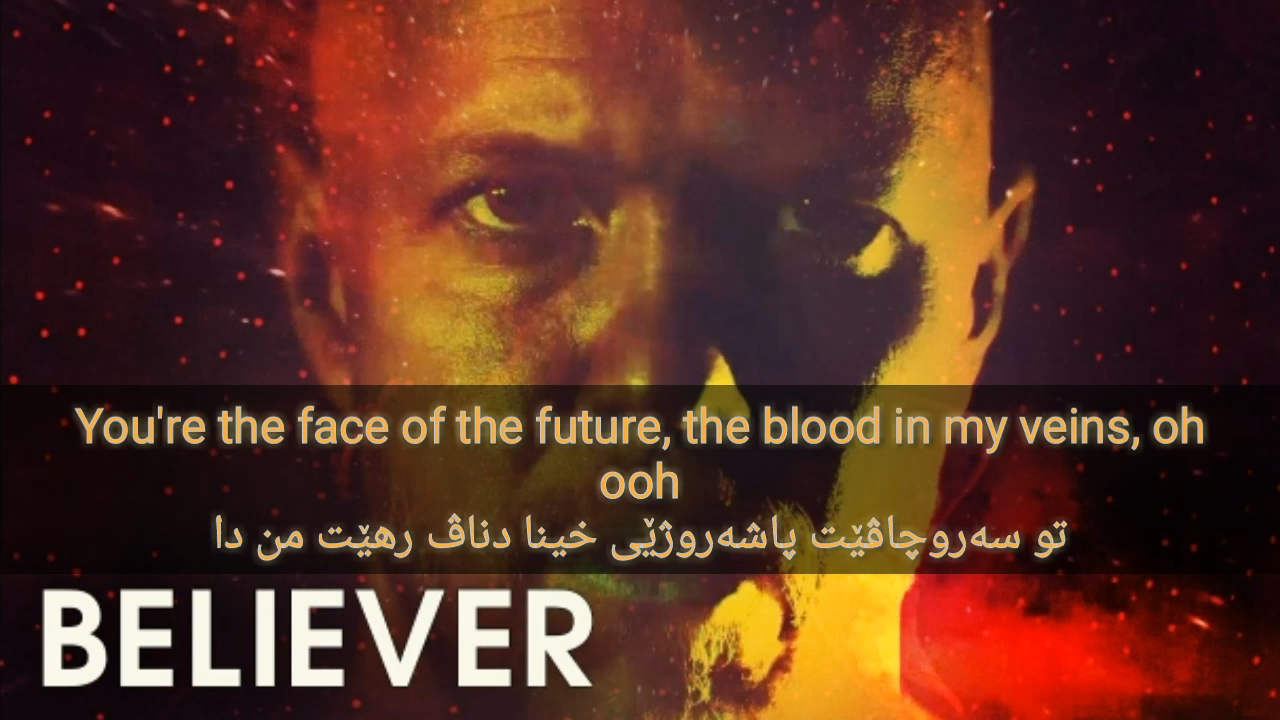 You're the face of the future, the blood in my veins, oh
ooh
تو سەروچاڤێت پاشەروژێی خینا دناڤ رهێت من دا
BELIEVER